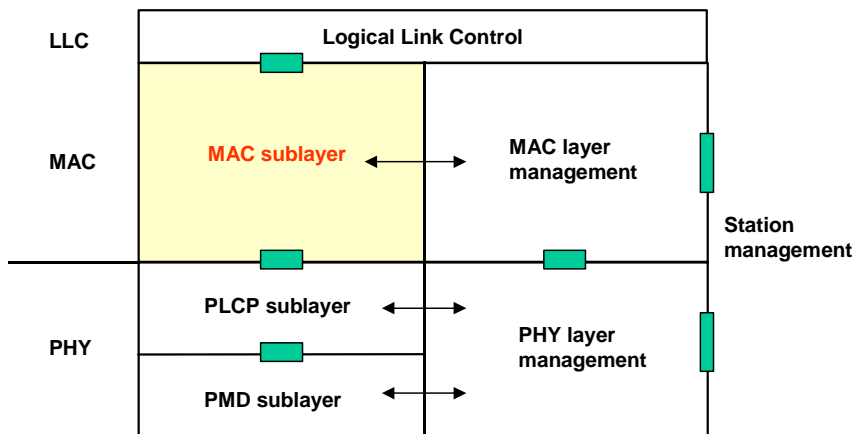 LLC
Logical Link Control
MAC
MAC sublayer
MAC layer
management
Station
management
PHY
PLCP sublayer
PHY layer
management
PMD sublayer